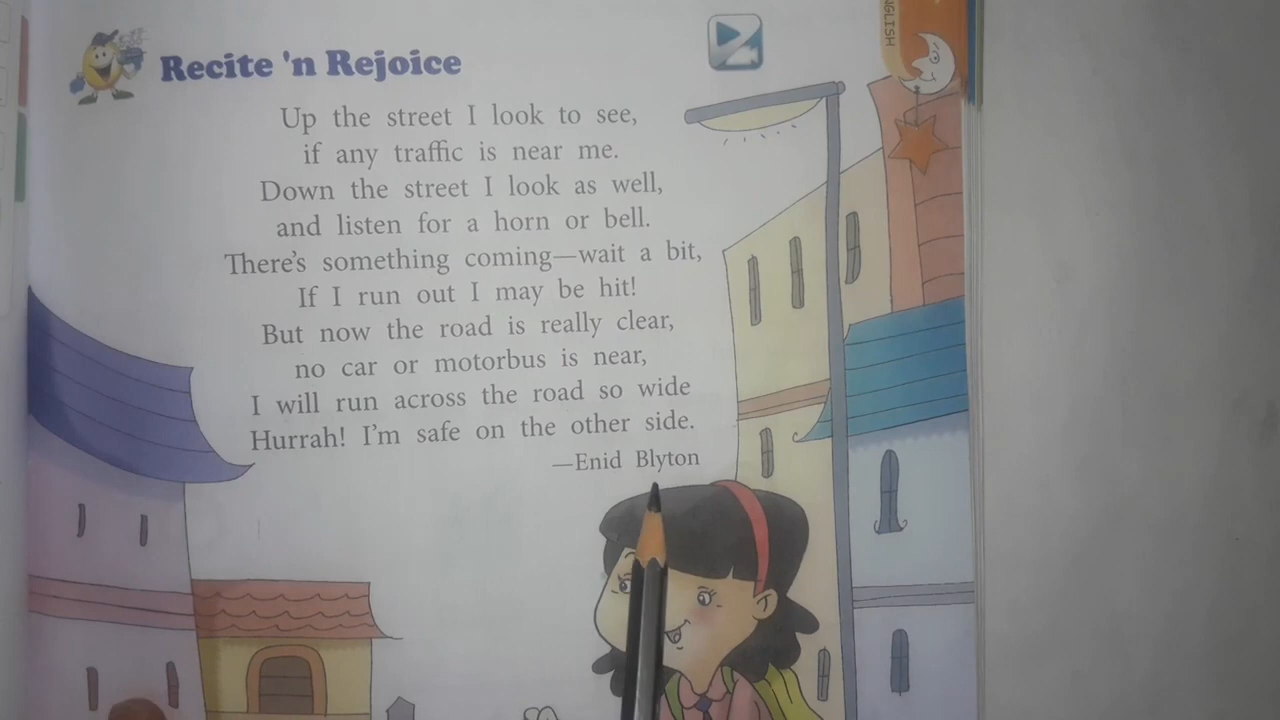 ENGLISH
Recite 'n Rejoice
Up the street I look to see,
if any traffic is near me.
Down the street I look as well,
and listen for a horn or bell.
There's something coming—wait a bit,
If I run out I may be hit!
But now the road is really clear,
no car or motorbus is near,
I will run across the road so wide
Hurrah! I'm safe on the other side.
—Enid Blyton